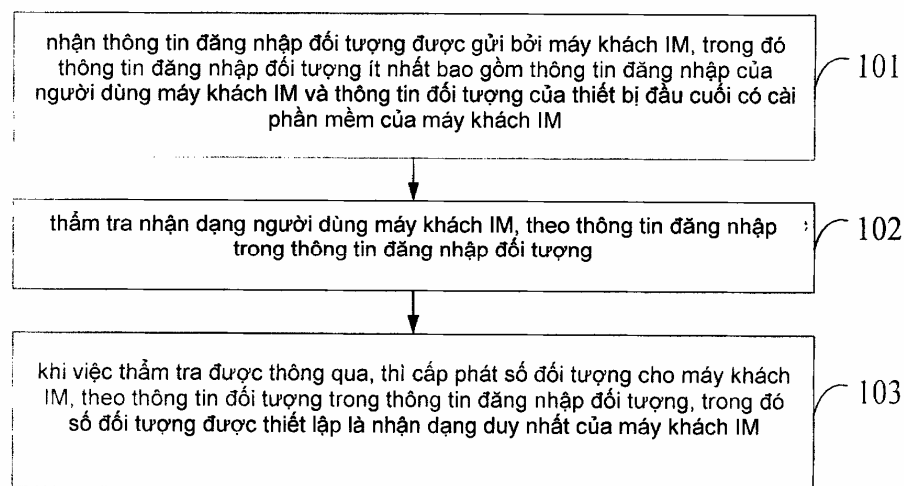 nhận thông tin đăng nhập đối tượng được gửi bởi máy khách IM, trong đó
thông tin đăng nhập đối tượng ít nhất bao gồm thông tin đăng nhập của
người dùng máy khách IM và thông tin đối tượng của thiết bị đầu cuối có cài
phần mềm của máy khách IM
101
thẩm tra nhận dạng người dùng máy khách IM, theo thông tin đăng nhập
trong thông tin đăng nhập đối tượng
102
khi việc thẩm tra được thông qua, thì cấp phát số đối tượng cho máy khách
IM, theo thông tin đối tượng trong thông tin đăng nhập đối tượng, trong đó
số đối tượng được thiết lập là nhận dạng duy nhất của máy khách IM
103